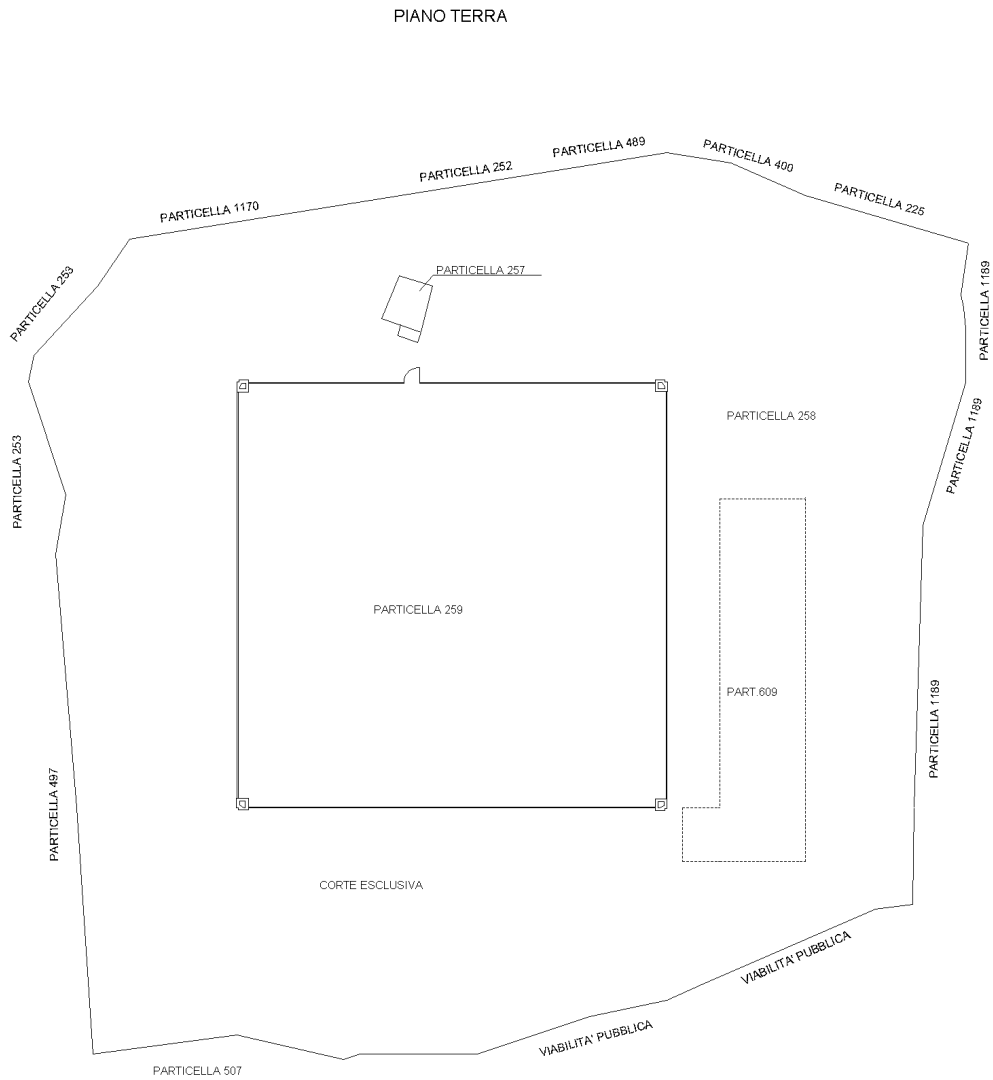 PIANO TERRA
PARTICELLA 489
PARTICELLA 400
PARTICELLA 252
PARTICELLA 225
PARTICELLA 1170
PARTICELLA 253
PARTICELLA 257
PARTICELLA 1189
PARTICELLA 258
PARTICELLA 1189
PARTICELLA 253
PARTICELLA 259
PART.609
PARTICELLA 1189
PARTICELLA 497
CORTE ESCLUSIVA
VIABILITA' PUBBLICA
VIABILITA' PUBBLICA
PARTICELLA 507